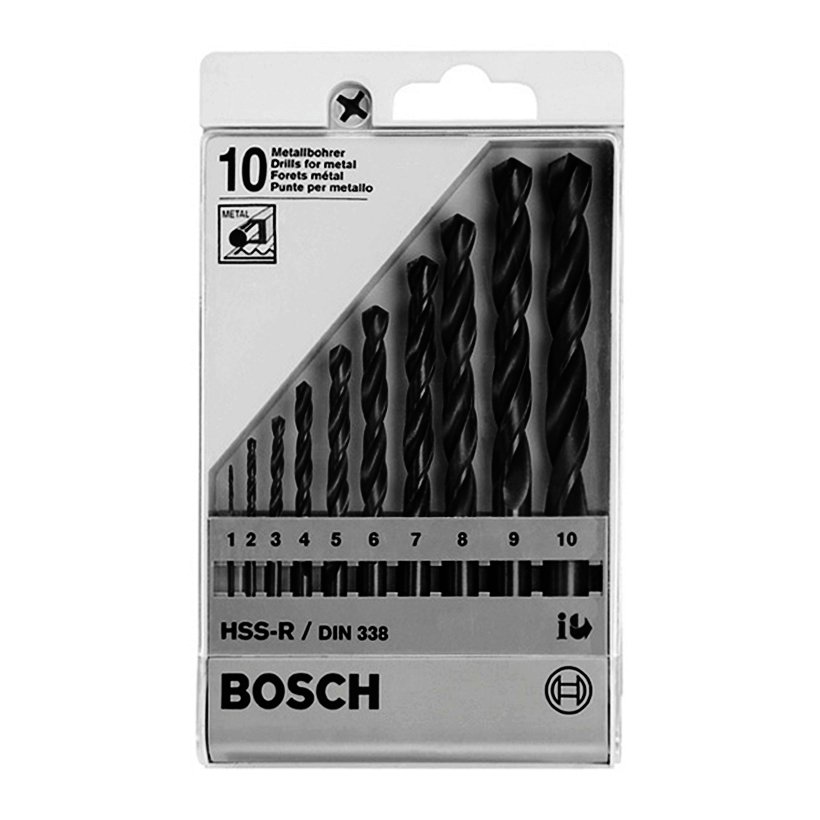 10
Metallbohrer
Drills for metal
Forets métal
Punte per metallo
METAL
1 2 3 4 5 6 7 8 9 10
HSS-R / DIN 338
BOSCH